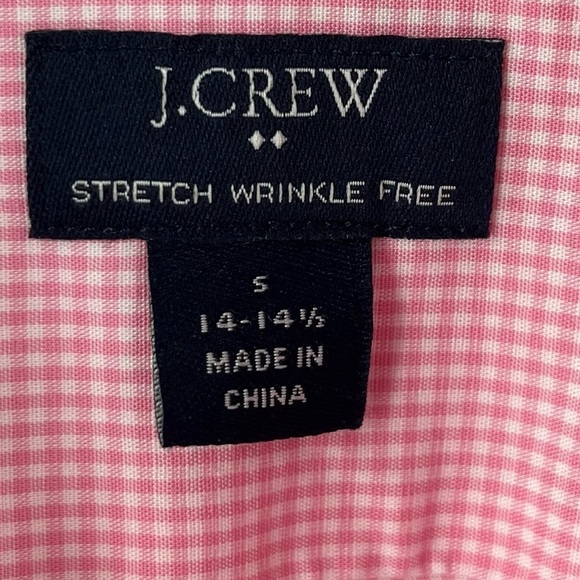 J.CREW
STRETCH WRINKLE FREE
S
14-14½
MADE IN
CHINA